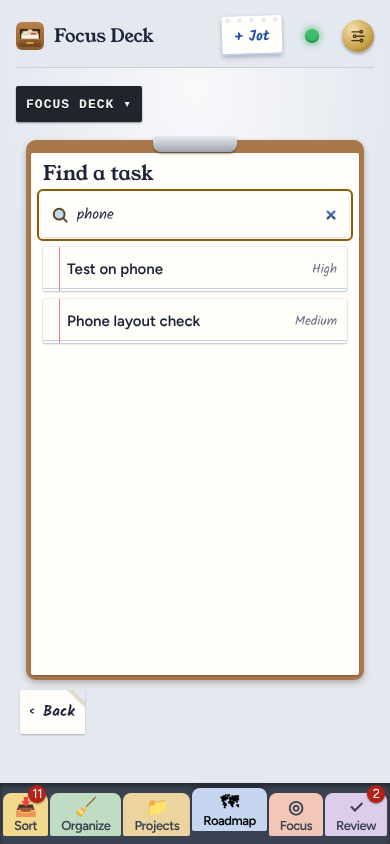 Focus Deck
+ Jot
FOCUS DECK ▾
Find a task
phone
×
Test on phone
High
Phone layout check
Medium
‹ Back
11
Sort
Organize
Projects
Roadmap
Focus
2
Review